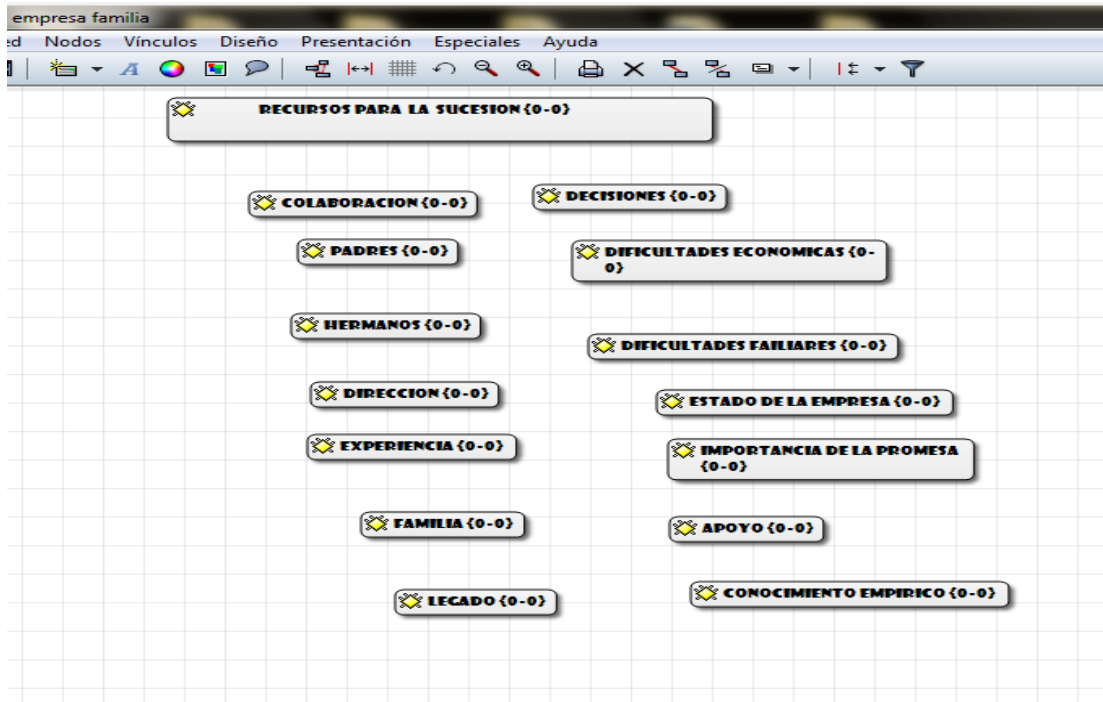 empresa familia
ed Nodos Vínculos Diseño Presentación Especiales Ayuda
RECURSOS PARA LA SUCESION {0-0}
COLABORACION {0-0}
DECISIONES {0-0}
PADRES {0-0}
DIFICULTADES ECONOMICAS {0-
0}
HERMANOS {0-0}
DIFICULTADES FAILIARES {0-0}
DIRECCION {0-0}
ESTADO DE LA EMPRESA {0-0}
EXPERIENCIA {0-0}
IMPORTANCIA DE LA PROMESA
{0-0}
FAMILIA {0-0}
APOYO {0-0}
LEGADO {0-0}
CONOCIMIENTO EMPIRICO {0-0}